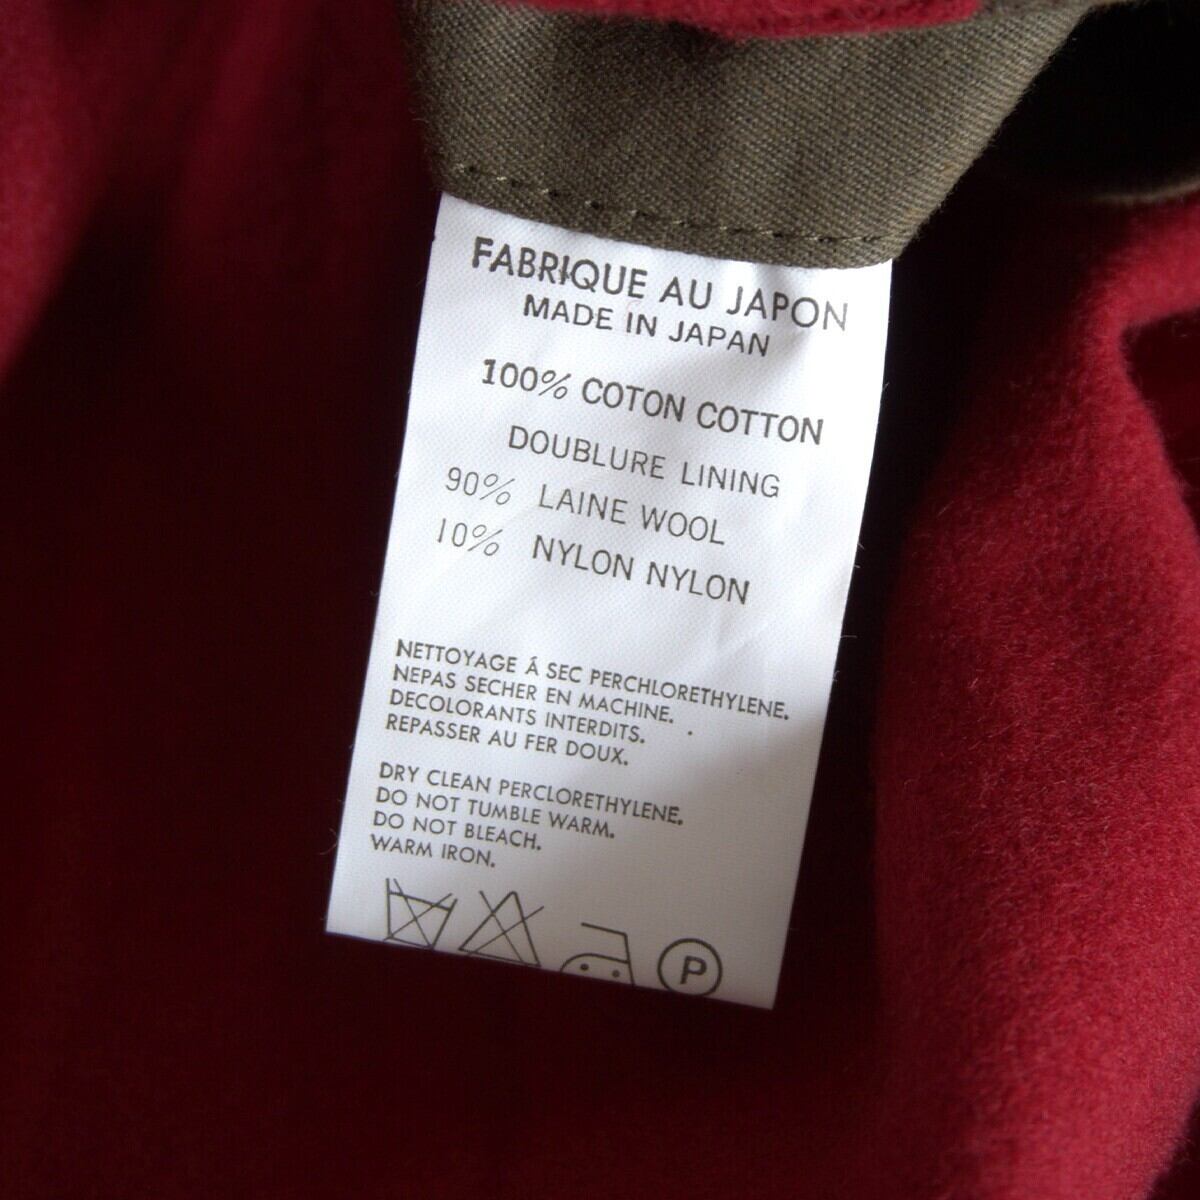 FABRIQUE AU JAPON
MADE IN JAPAN
100% COTON COTTON
DOUBLURE LINING
90% LAINE WOOL
10% NYLON NYLON
NETTOYAGE Á SEC PERCHLORETHYLENE.
NEPAS SECHER EN MACHINE.
DECOLORANTS INTERDITS.
REPASSER AU FER DOUX.
DRY CLEAN PERCLORETHYLENE.
DO NOT TUMBLE WARM.
DO NOT BLEACH.
WARM IRON.
P